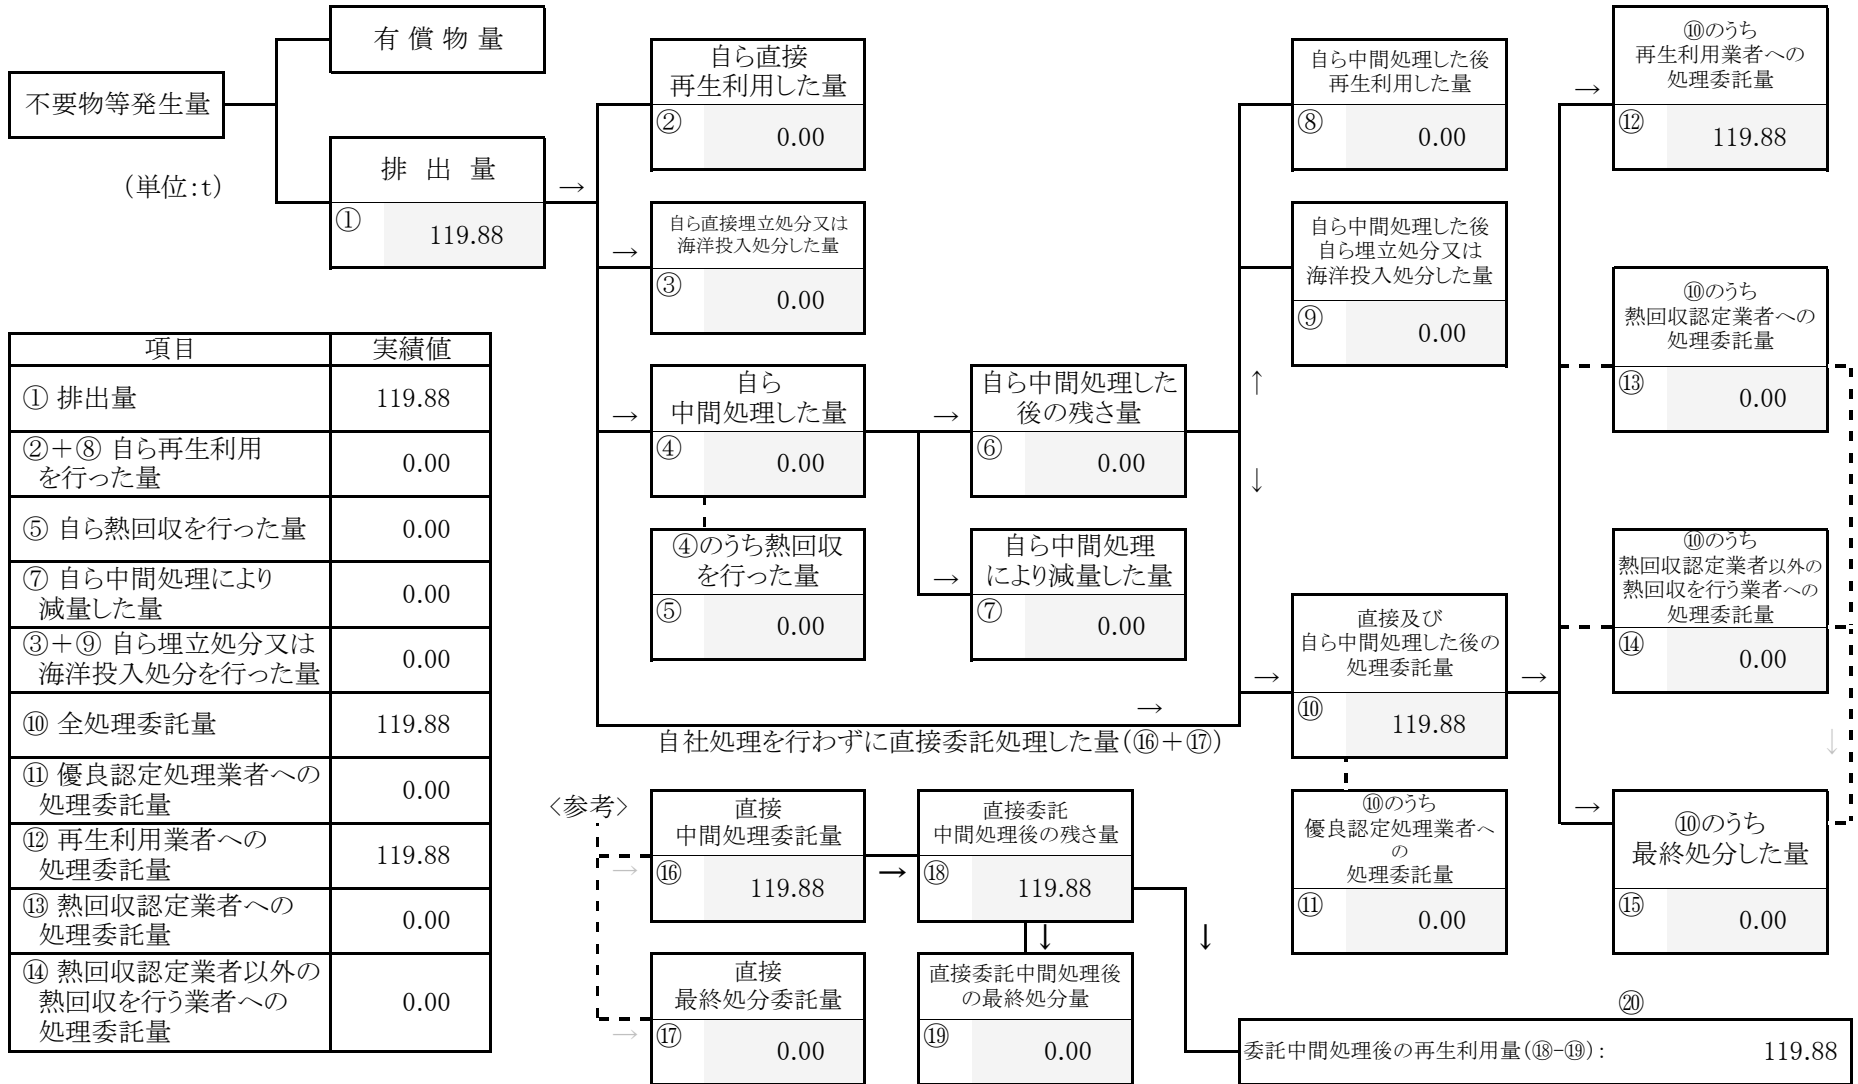 不要物等発生量
有 償 物 量
排 出 量
① 119.88
(単位:t)
→
自ら直接
再生利用した量
② 0.00
→
自ら直接埋立処分又は
海洋投入処分した量
③ 0.00
→
自ら
中間処理した量
④ 0.00
④のうち熱回収
を行った量
⑤ 0.00
→
自ら中間処理した
後の残さ量
⑥ 0.00
→
自ら中間処理
により減量した量
⑦ 0.00
自ら中間処理した後
再生利用した量
⑧ 0.00
自ら中間処理した後
自ら埋立処分又は
海洋投入処分した量
⑨ 0.00
↑
↓
→
自社処理を行わずに直接委託処理した量(⑯+⑰)
→
直接及び
自ら中間処理した後の
処理委託量
⑩ 119.88
⑩のうち
優良認定処理業者へ
の
処理委託量
⑪ 0.00
→
→
⑩のうち
再生利用業者への
処理委託量
⑫ 119.88
⑩のうち
熱回収認定業者への
処理委託量
⑬ 0.00
⑩のうち
熱回収認定業者以外の
熱回収を行う業者への
処理委託量
⑭ 0.00
↓
→
⑩のうち
最終処分した量
⑮ 0.00
項目 実績値
① 排出量 119.88
②+⑧ 自ら再生利用
を行った量 0.00
⑤ 自ら熱回収を行った量 0.00
⑦ 自ら中間処理により
減量した量 0.00
③+⑨ 自ら埋立処分又は
海洋投入処分を行った量 0.00
⑩ 全処理委託量 119.88
⑪ 優良認定処理業者への
処理委託量 0.00
⑫ 再生利用業者への
処理委託量 119.88
⑬ 熱回収認定業者への
処理委託量 0.00
⑭ 熱回収認定業者以外の
熱回収を行う業者への
処理委託量 0.00
<参考>
→
直接
中間処理委託量
⑯ 119.88
→
直接委託
中間処理後の残さ量
⑱ 119.88
↓
↓
→
直接
最終処分委託量
⑰ 0.00
直接委託中間処理後
の最終処分量
⑲ 0.00
⑳
委託中間処理後の再生利用量(⑱-⑲): 119.88